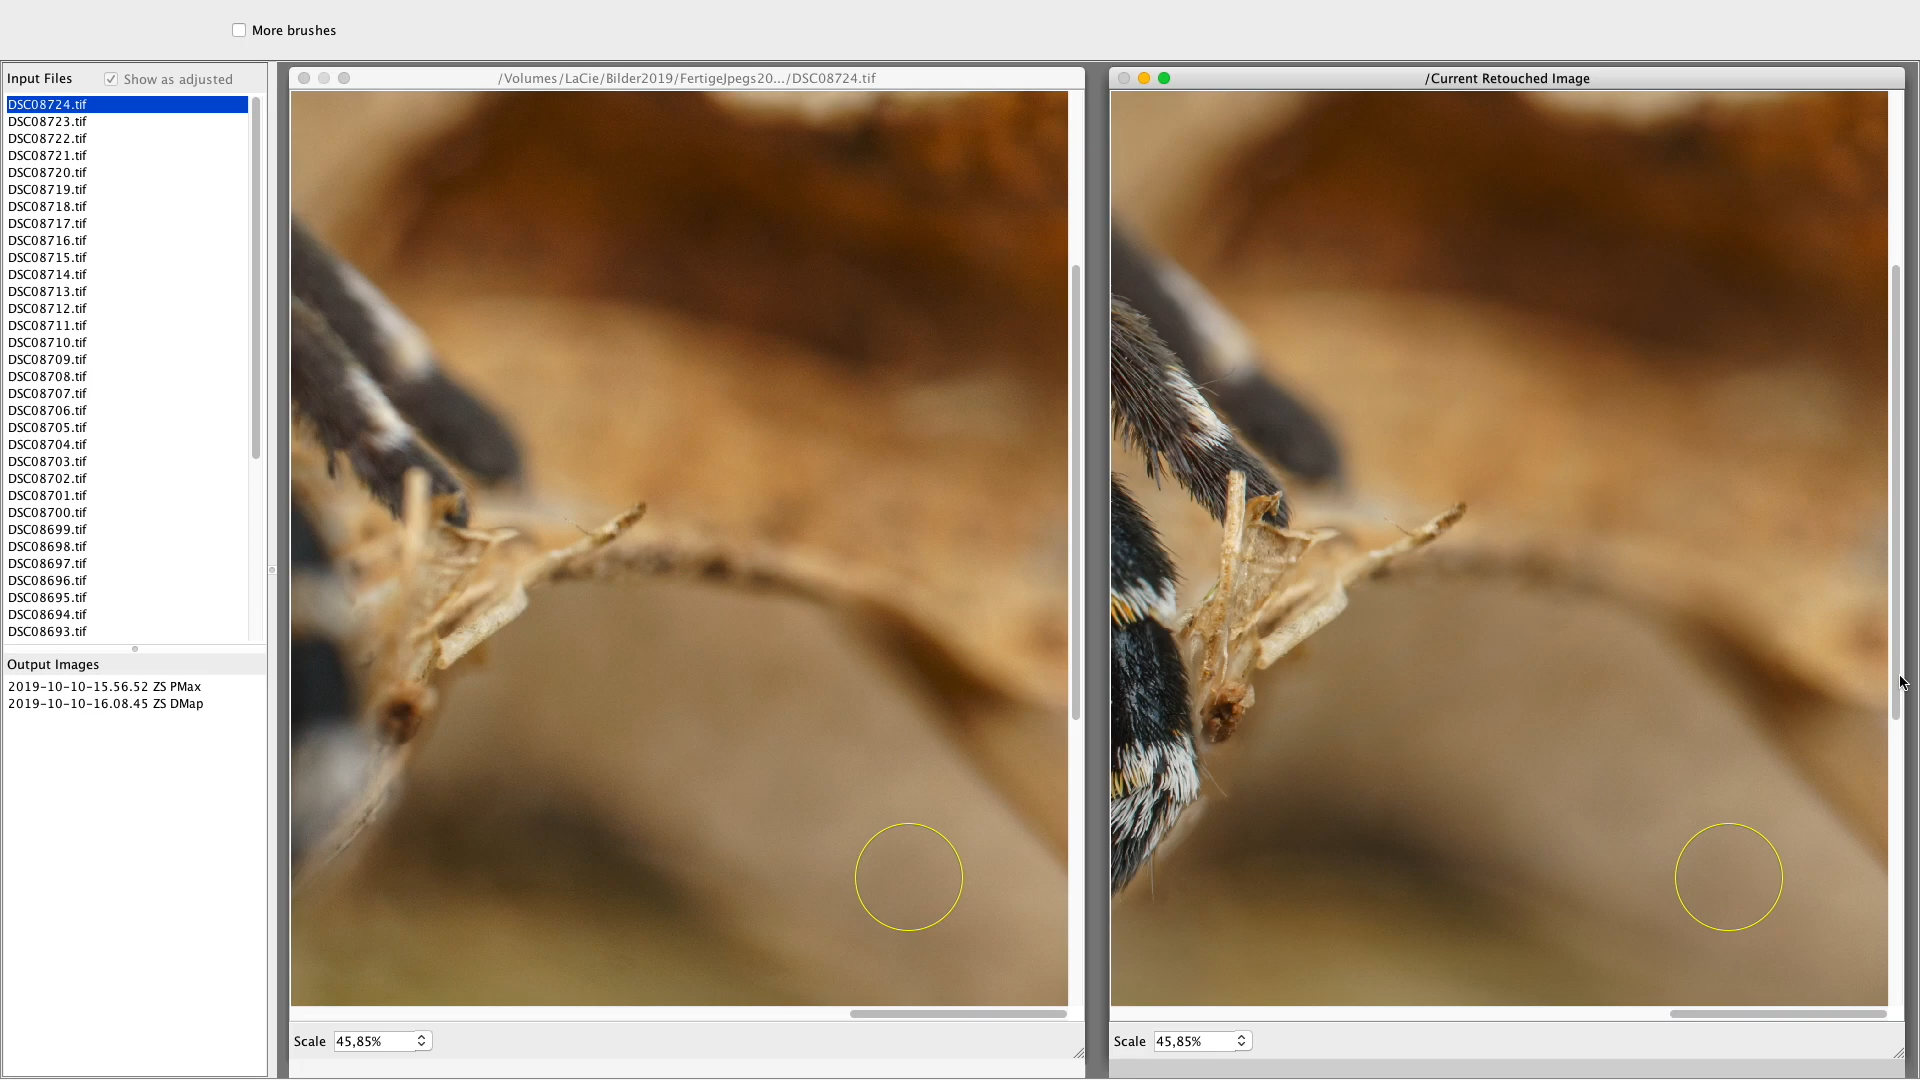 More brushes
Input Files
Show as adjusted
DSC08724.tif
DSC08723.tif
DSC08722.tif
DSC08721.tif
DSC08720.tif
DSC08719.tif
DSC08718.tif
DSC08717.tif
DSC08716.tif
DSC08715.tif
DSC08714.tif
DSC08713.tif
DSC08712.tif
DSC08711.tif
DSC08710.tif
DSC08709.tif
DSC08708.tif
DSC08707.tif
DSC08706.tif
DSC08705.tif
DSC08704.tif
DSC08703.tif
DSC08702.tif
DSC08701.tif
DSC08700.tif
DSC08699.tif
DSC08698.tif
DSC08697.tif
DSC08696.tif
DSC08695.tif
DSC08694.tif
DSC08693.tif
Output Images
2019-10-10-15.56.52 ZS PMax
2019-10-10-16.08.45 ZS DMap
/Volumes/LaCie/Bilder2019/FertigeJpegs20.../DSC08724.tif
Scale 45,85%
/Current Retouched Image
Scale 45,85%